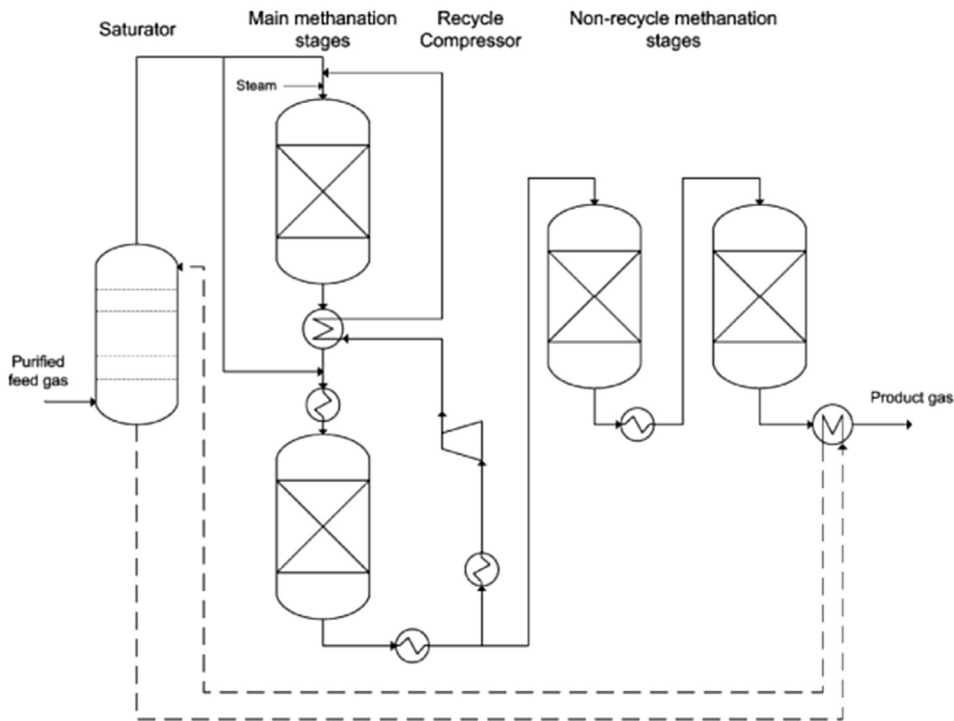 Saturator
Main methanation
stages
Recycle
Compressor
Non-recycle methanation
stages
Steam
Purified
feed gas
Product gas